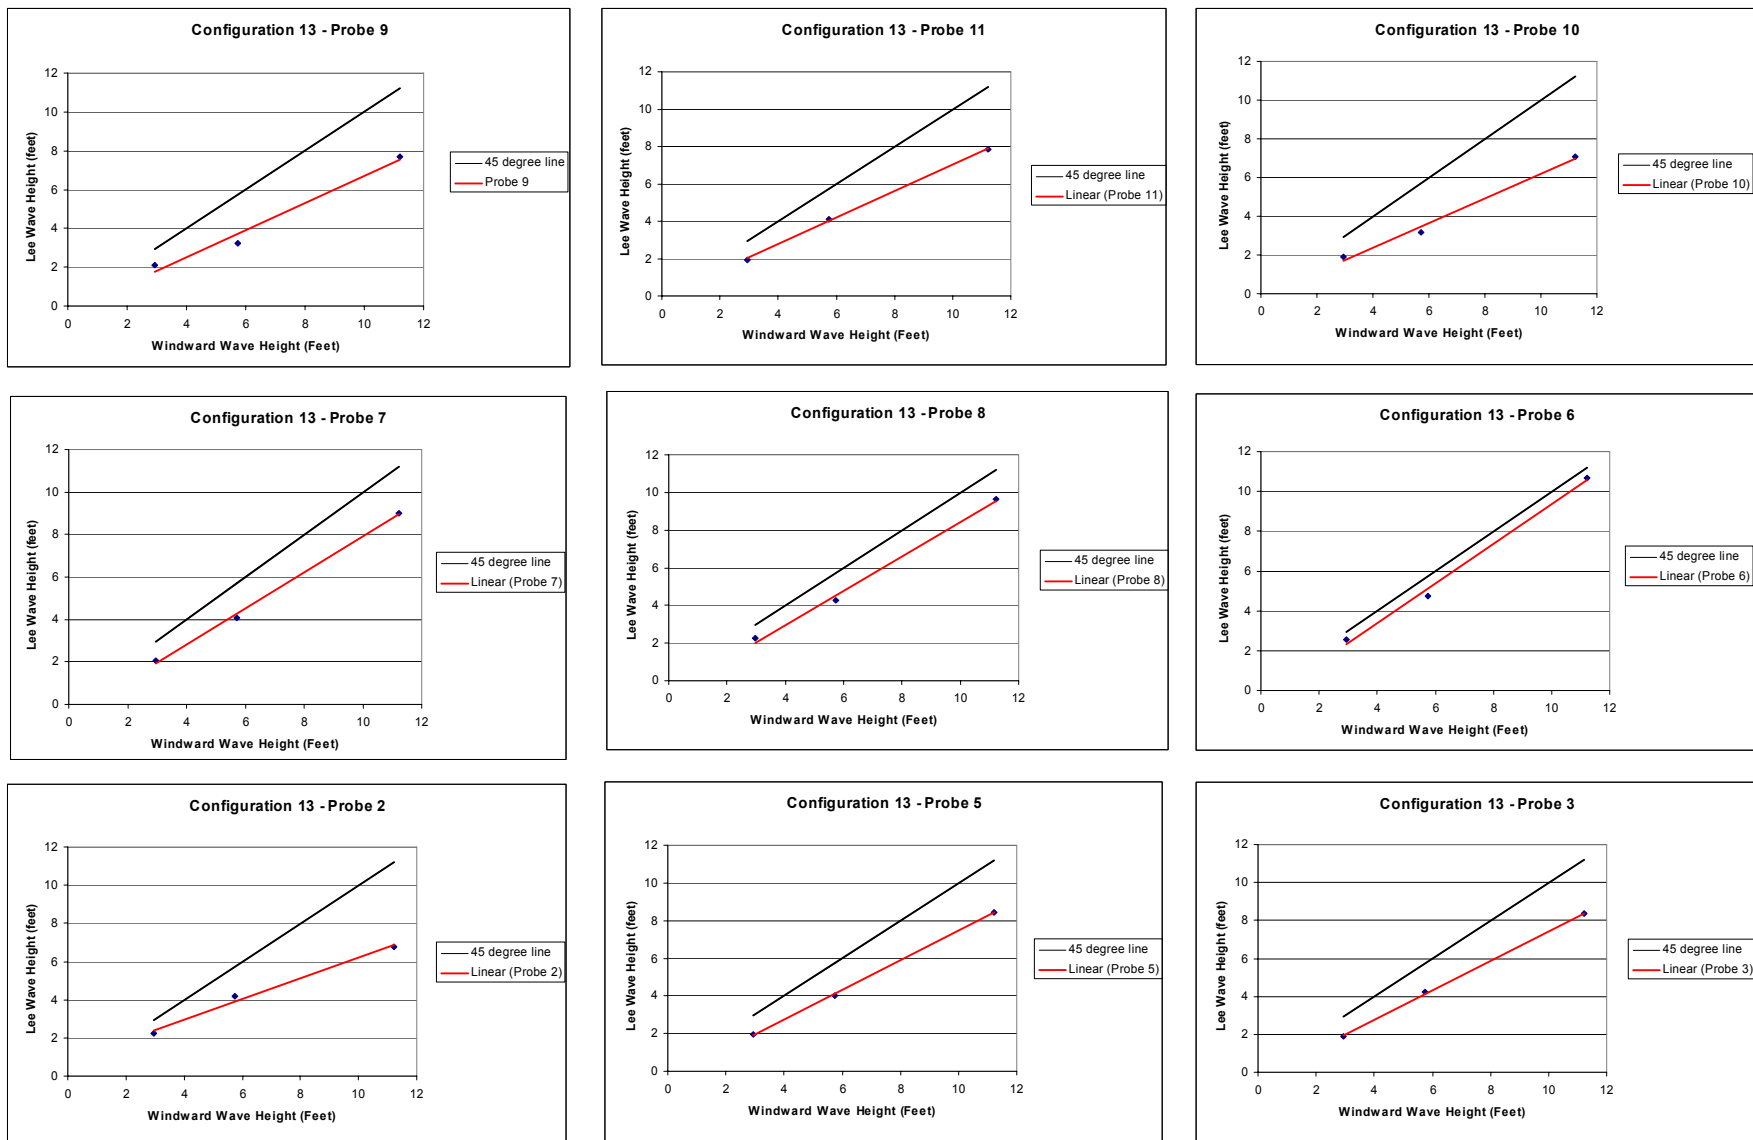 Configuration 13 - Probe 9
Lee Wave Height (feet)
12
10
8
6
4
2
0
0 2 4 6 8 10 12
Windward Wave Height (Feet)
45 degree line
Probe 9
Configuration 13 - Probe 11
Lee Wave Height (feet)
12
10
8
6
4
2
0
0 2 4 6 8 10 12
Windward Wave Height (Feet)
45 degree line
Linear (Probe 11)
Configuration 13 - Probe 10
Lee Wave Height (feet)
12
10
8
6
4
2
0
0 2 4 6 8 10 12
Windward Wave Height (Feet)
45 degree line
Linear (Probe 10)
Configuration 13 - Probe 7
Lee Wave Height (feet)
12
10
8
6
4
2
0
0 2 4 6 8 10 12
Windward Wave Height (Feet)
45 degree line
Linear (Probe 7)
Configuration 13 - Probe 8
Lee Wave Height (feet)
12
10
8
6
4
2
0
0 2 4 6 8 10 12
Windward Wave Height (Feet)
45 degree line
Linear (Probe 8)
Configuration 13 - Probe 6
Lee Wave Height (feet)
12
10
8
6
4
2
0
0 2 4 6 8 10 12
Windward Wave Height (Feet)
45 degree line
Linear (Probe 6)
Configuration 13 - Probe 2
Lee Wave Height (feet)
12
10
8
6
4
2
0
0 2 4 6 8 10 12
Windward Wave Height (Feet)
45 degree line
Linear (Probe 2)
Configuration 13 - Probe 5
Lee Wave Height (feet)
12
10
8
6
4
2
0
0 2 4 6 8 10 12
Windward Wave Height (Feet)
45 degree line
Linear (Probe 5)
Configuration 13 - Probe 3
Lee Wave Height (feet)
12
10
8
6
4
2
0
0 2 4 6 8 10 12
Windward Wave Height (Feet)
45 degree line
Linear (Probe 3)